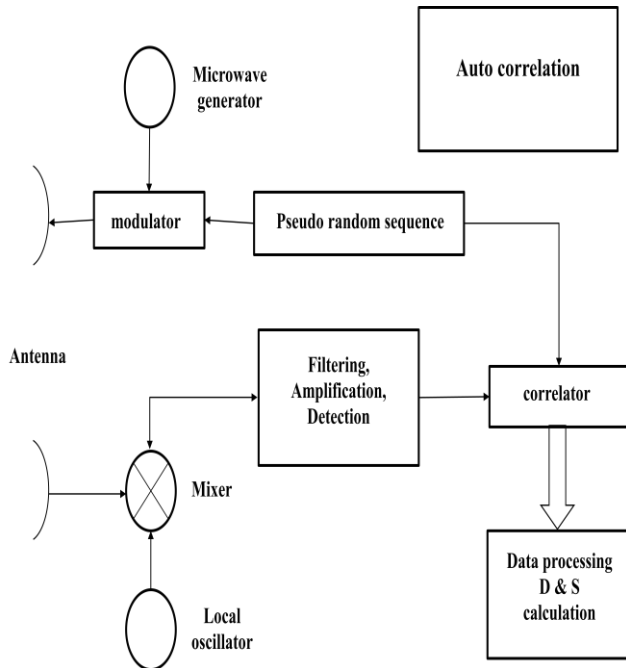 Microwave
generator
Auto correlation
modulator
Pseudo random sequence
Antenna
Filtering,
Amplification,
Detection
correlator
Mixer
Data processing
D & S
calculation
Local
oscillator